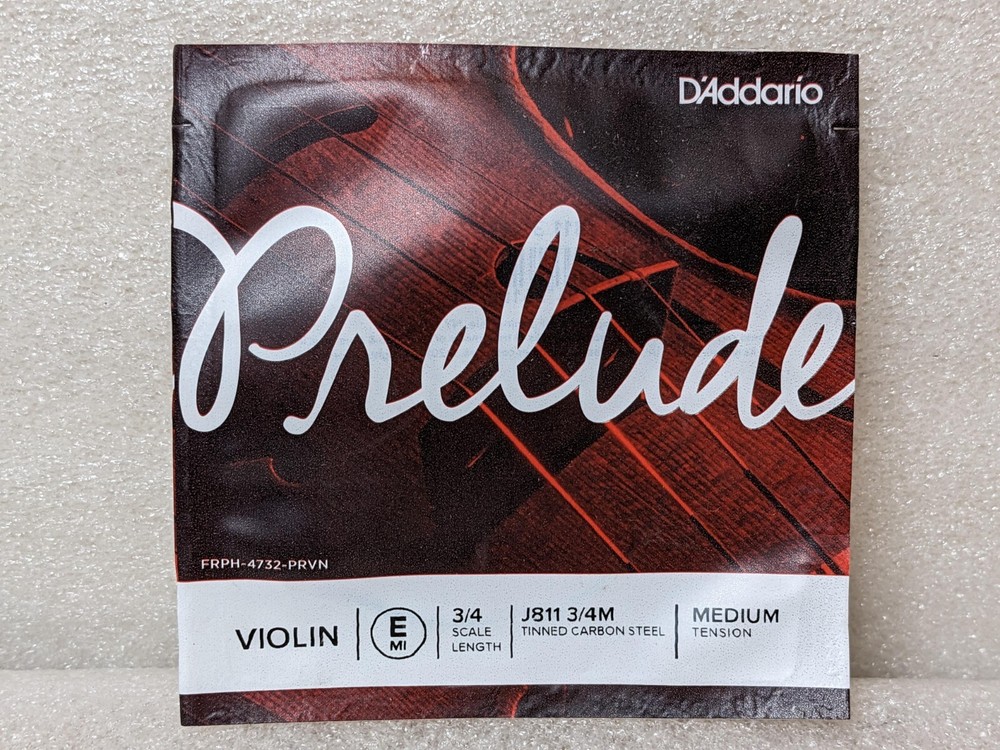 D'Addario
Prelude
FRPH-4732-PRVN
VIOLIN
E
MI
3/4
SCALE
LENGTH
J811 3/4M
TINNED CARBON STEEL
MEDIUM
TENSION